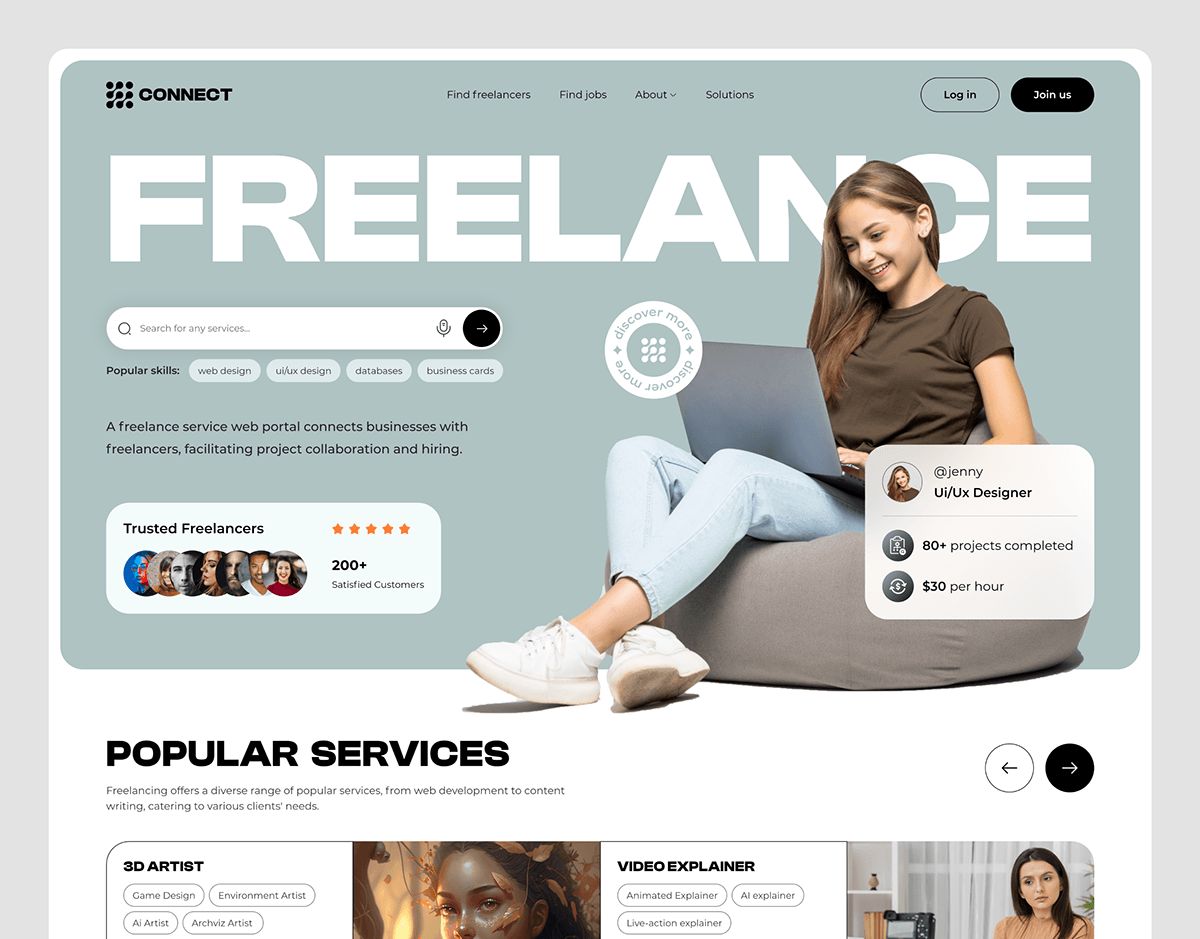 CONNECT
Find freelancers
Find jobs
About
Solutions
Log in
Join us
FREELANCE
Search for any services...
Popular skills:
web design
ui/ux design
databases
business cards
discover more
discover more
A freelance service web portal connects businesses with
freelancers, facilitating project collaboration and hiring.
Trusted Freelancers
200+
Satisfied Customers
@jenny
Ui/Ux Designer
80+ projects completed
$30 per hour
POPULAR SERVICES
Freelancing offers a diverse range of popular services, from web development to content
writing, catering to various clients' needs.
3D ARTIST
Game Design
Environment Artist
Ai Artist
Archviz Artist
VIDEO EXPLAINER
Animated Explainer
AI explainer
Live-action explainer